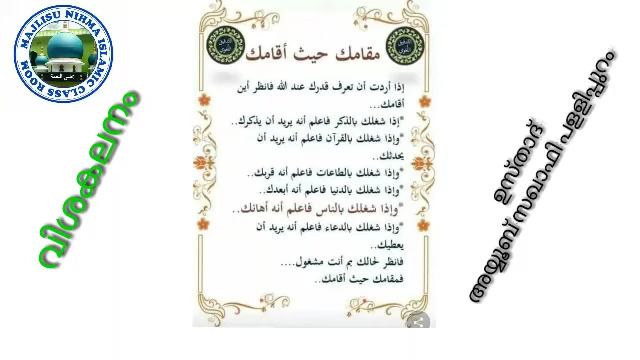 MAJLISU NIHMA ISLAMIC CLASS ROOM
വിശകലനം
مقامك حيث أقامك
إذا أردت أن تعرف قدرك عند الله فانظر أين
أقامك...
*إذا شغلك بالذكر فاعلم أنه يريد أن يذكرك..
*وإذا شغلك بالقرآن فاعلم أنه يريد أن
يحدثك..
*وإذا شغلك بالطاعات فاعلم أنه قربك..
*وإذا شغلك بالدنيا فاعلم أنه أبعدك..
*وإذا شغلك بالناس فاعلم أنه أهانك..
*وإذا شغلك بالدعاء فاعلم أنه يريد أن
يعطيك..
فانظر لحالك بم أنت مشغول....
فمقامك حيث أقامك..
ഉസ്താദ്
അയ്യൂബ് സഖാഫി പള്ളിപ്പുറം